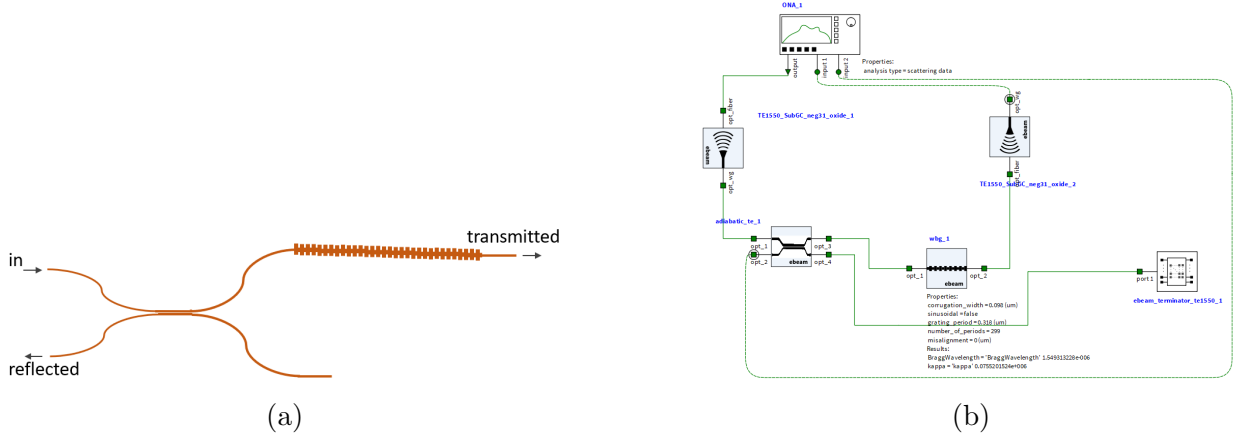 in
transmitted
reflected
(a)
ONA_1
output
input 1
input 2
Properties:
analysis type = scattering data
opt_fiber
TE1550_SubGC_neg31_oxide_1
ebeam
opt_wg
opt_wg
ebeam
opt_fiber
TE1550_SubGC_neg31_oxide_2
adiabatic_te_1
opt_1
opt_2
opt_3
opt_4
ebeam
wbg_1
opt_1
opt_2
ebeam
Properties:
corrugation_width = 0.098 (um)
sinusoidal = false
grating_period = 0.318 (um)
number_of_periods = 299
misalignment = 0 (um)
Results:
BraggWavelength = 'BraggWavelength' 1.549313228e-006
kappa = 'kappa' 0.0755201524e+006
port 1
ebeam_terminator_te1550_1
(b)